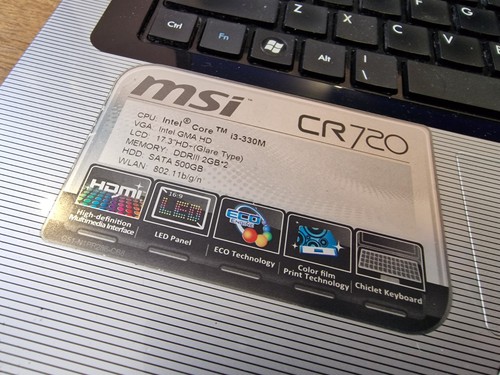 Z
X
C
V
G
Ctrl
Fn
Alt
|
\
msi™
CR720
CPU: Intel® Core™ i3-330M
VGA: Intel GMA HD
LCD: 17.3"HD+(Glare Type)
MEMORY: DDRII) 2GB*2
HDD: SATA 500GB
WLAN: 802.11b/g/n
HDMI
High-definition
Multimedia Interface
16:9
LED
LED Panel
ECO
ECO Technology
Color film
Print Technology
Chiclet Keyboard